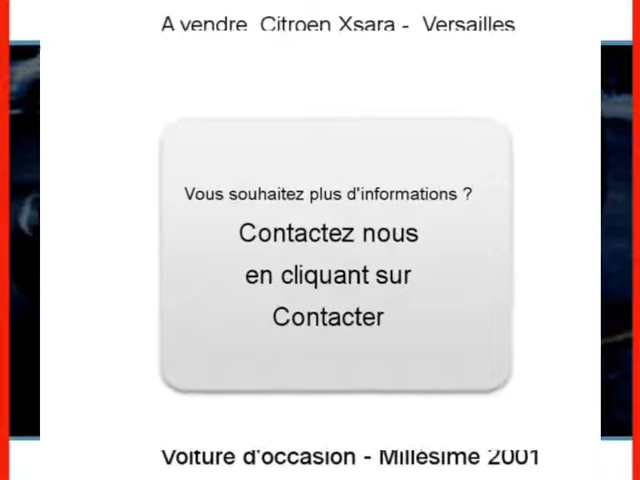 A vendre Citroen Xsara - Versailles
Vous souhaitez plus d'informations ?
Contactez nous
en cliquant sur
Contacter
Voiture d'occasion - Millesime 2001